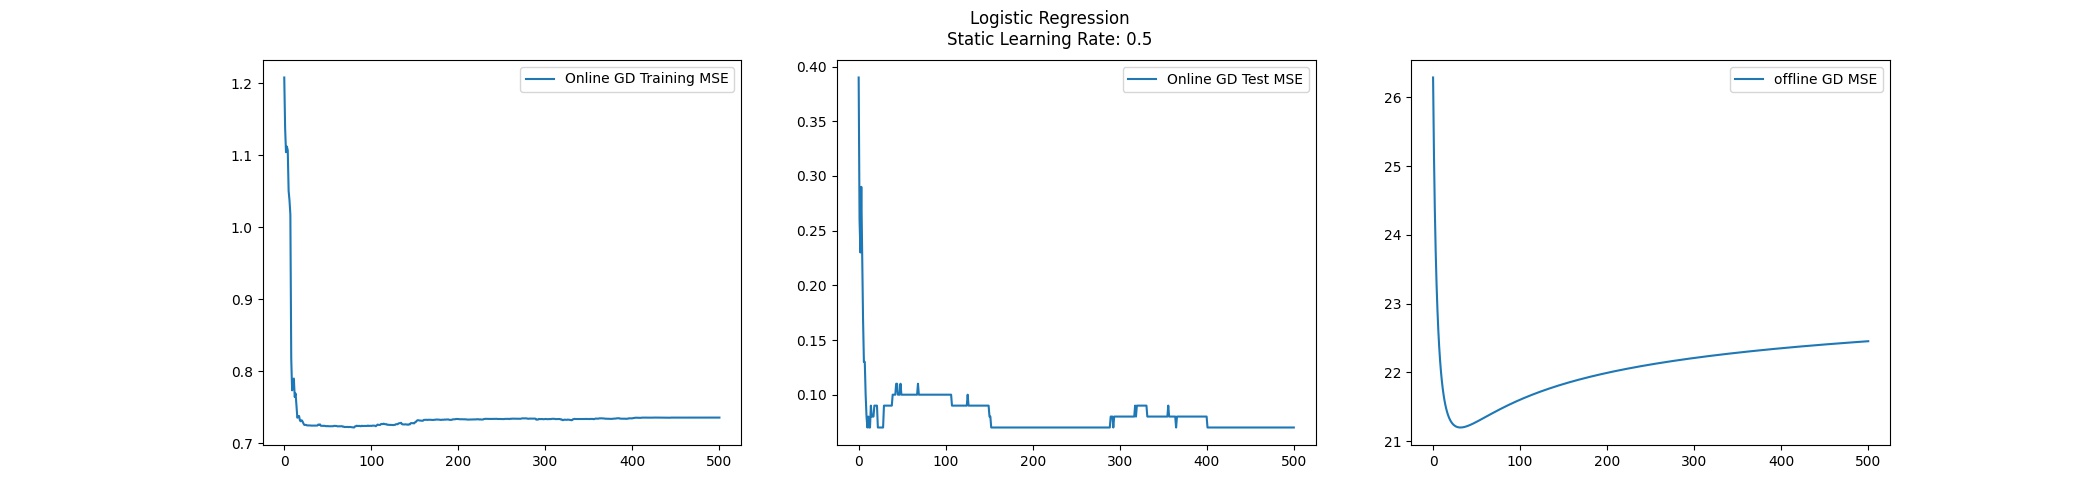 Logistic Regression
Static Learning Rate: 0.5
Online GD Training MSE
1.2
1.1
1.0
0.9
0.8
0.7
0 100 200 300 400 500
Online GD Test MSE
0.40
0.35
0.30
0.25
0.20
0.15
0.10
0 100 200 300 400 500
offline GD MSE
26
25
24
23
22
21
0 100 200 300 400 500